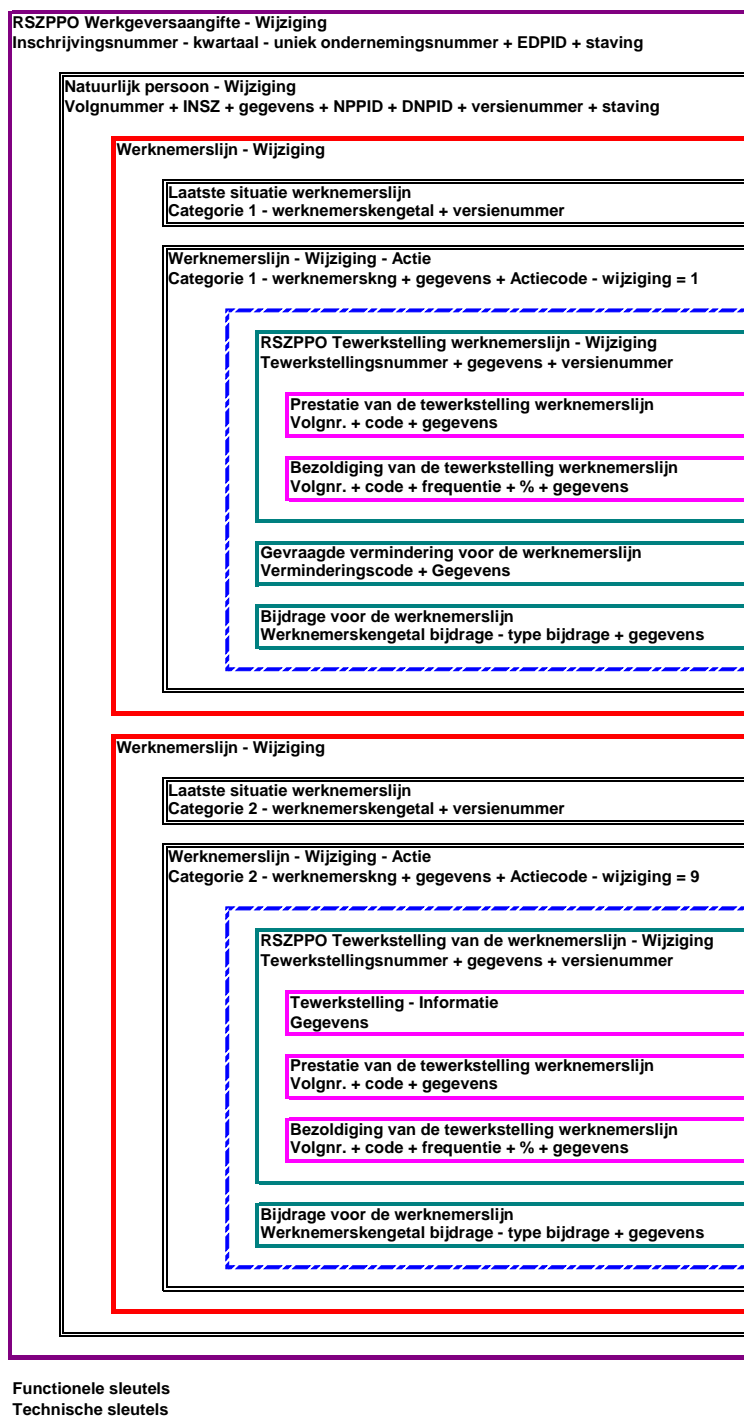 RSZPPO Werkgeversaangifte - Wijziging
Inschrijvingsnummer - kwartaal - uniek ondernemingsnummer + EDPID + staving
Natuurlijk persoon - Wijziging
Volgnummer + INSZ + gegevens + NPPID + DNPID + versienummer + staving
Werknemerslijn - Wijziging
Laatste situatie werknemerslijn
Categorie 1 - werknemerskengetal + versienummer
Werknemerslijn - Wijziging - Actie
Categorie 1 - werknemerskng + gegevens + Actiecode - wijziging = 1
RSZPPO Tewerkstelling werknemerslijn - Wijziging
Tewerkstellingsnummer + gegevens + versienummer
Prestatie van de tewerkstelling werknemerslijn
Volgnr. + code + gegevens
Bezoldiging van de tewerkstelling werknemerslijn
Volgnr. + code + frequentie + % + gegevens
Gevraagde vermindering voor de werknemerslijn
Verminderingscode + Gegevens
Bijdrage voor de werknemerslijn
Werknemerskengetal bijdrage - type bijdrage + gegevens
Werknemerslijn - Wijziging
Laatste situatie werknemerslijn
Categorie 2 - werknemerskengetal + versienummer
Werknemerslijn - Wijziging - Actie
Categorie 2 - werknemerskng + gegevens + Actiecode - wijziging = 9
RSZPPO Tewerkstelling van de werknemerslijn - Wijziging
Tewerkstellingsnummer + gegevens + versienummer
Tewerkstelling - Informatie
Gegevens
Prestatie van de tewerkstelling werknemerslijn
Volgnr. + code + gegevens
Bezoldiging van de tewerkstelling werknemerslijn
Volgnr. + code + frequentie + % + gegevens
Bijdrage voor de werknemerslijn
Werknemerskengetal bijdrage - type bijdrage + gegevens
Functionele sleutels
Technische sleutels